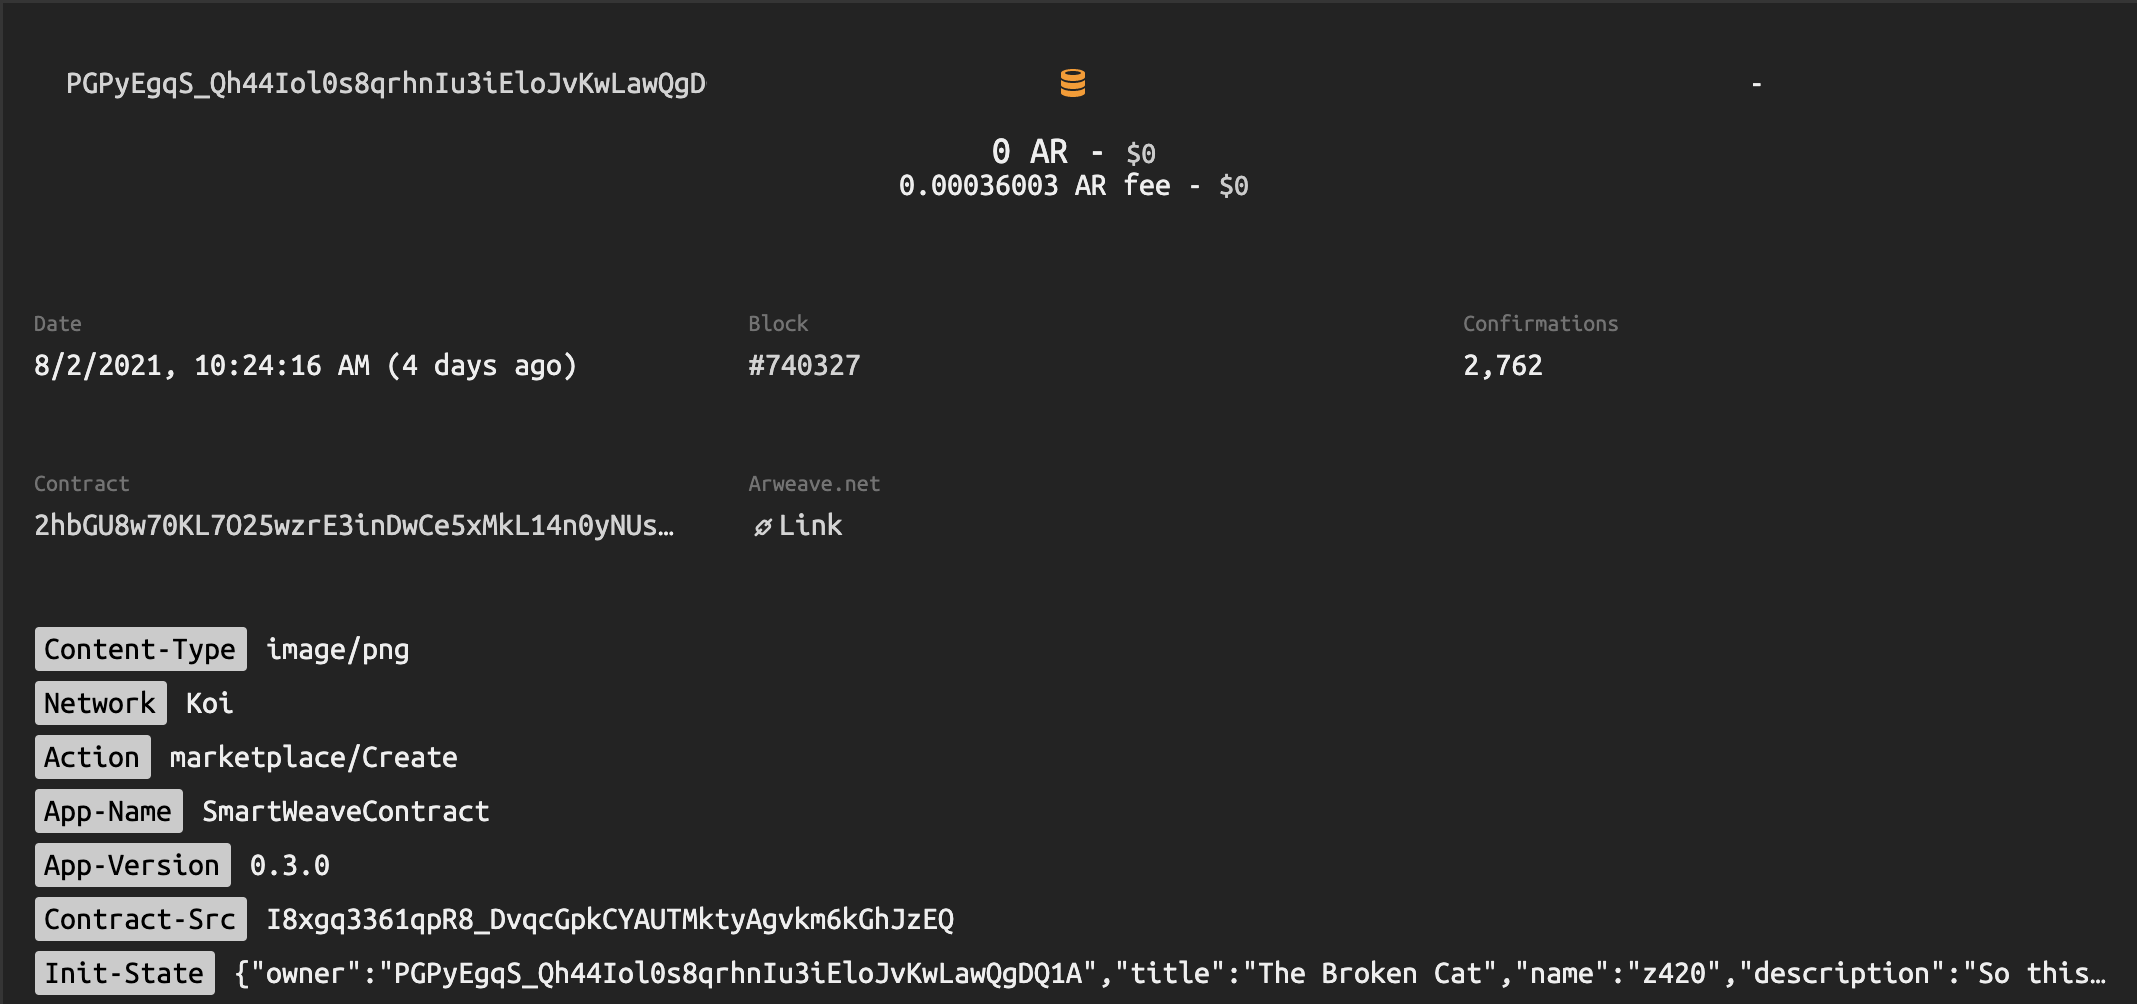 PGPyEgqS_Qh44Iol0s8qrhnIu3iEloJvKwLawQgD
-
0 AR - $0
0.00036003 AR fee - $0
Date
Block
Confirmations
8/2/2021, 10:24:16 AM (4 days ago)
#740327
2,762
Contract
Arweave.net
2hbGU8w70KL7O25wzrE3inDwCe5xMkL14n0yNUs…
Link
Content-Type image/png
Network Koi
Action marketplace/Create
App-Name SmartWeaveContract
App-Version 0.3.0
Contract-Src I8xgq3361qpR8_DvqcGpkCYAUTMktyAgvkm6kGhJzEQ
Init-State {"owner":"PGPyEgqS_Qh44Iol0s8qrhnIu3iEloJvKwLawQgDQ1A","title":"The Broken Cat","name":"z420","description":"So this…